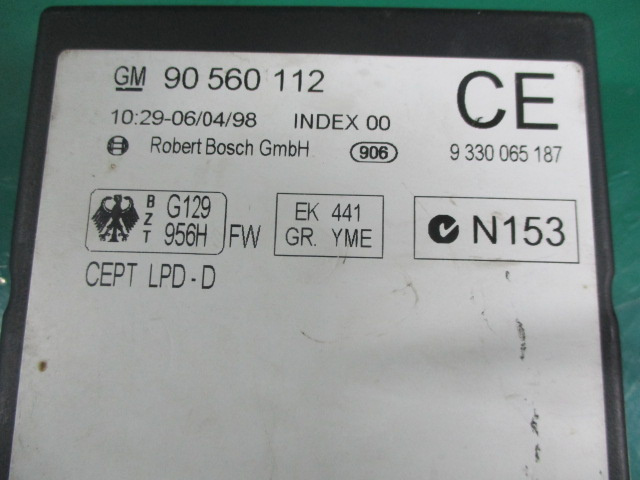 GM 90 560 112
CE
10:29-06/04/98 INDEX 00
Robert Bosch GmbH 906 9 330 065 187
BZT G129 956H FW
EK 441
GR. YME
N153
CEPT LPD-D